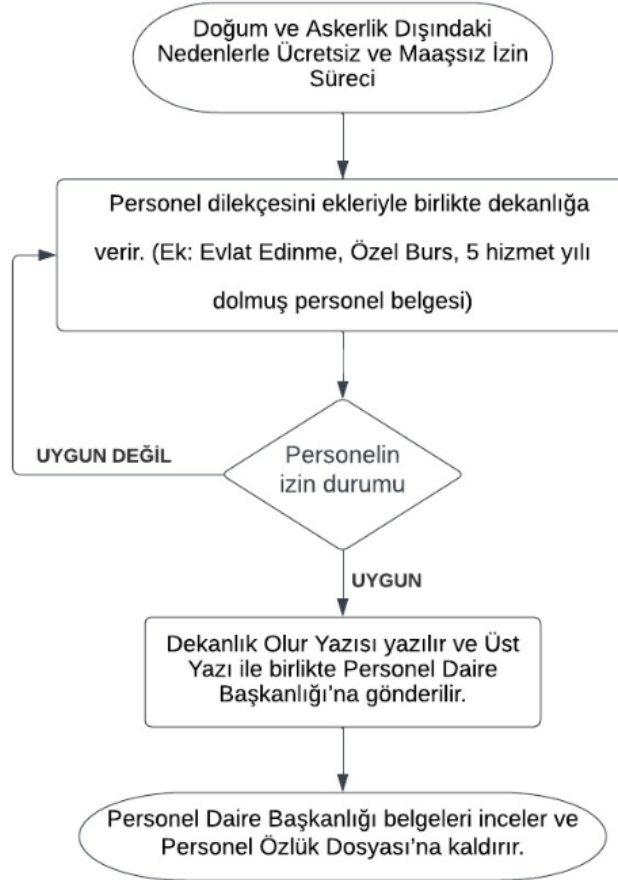 Doğum ve Askerlik Dışındaki
Nedenlerle Ücretsiz ve Maaşsız İzin
Süreci
Personel dilekçesini ekleriyle birlikte dekanlığa
verir. (Ek: Evlat Edinme, Özel Burs, 5 hizmet yılı
dolmuş personel belgesi)
UYGUN DEĞİL
Personelin
izin durumu
UYGUN
Dekanlık Olur Yazısı yazılır ve Üst
Yazı ile birlikte Personel Daire
Başkanlığı'na gönderilir.
Personel Daire Başkanlığı belgeleri inceler ve
Personel Özlük Dosyası'na kaldırır.